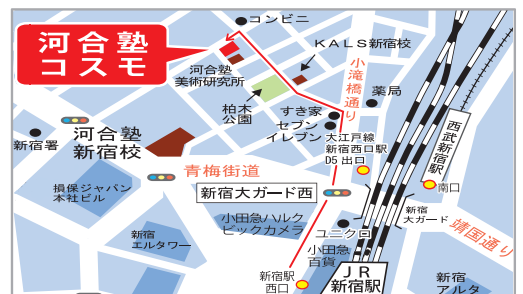 コンビニ
河合塾
コスモ
KALS新宿校
河合塾
美術研究所
小滝橋通り
薬局
柏木
公園
すき家
セブン
イレブン
大江戸線
新宿西口駅
D5 出口
西武新宿駅
新宿署
河合塾
新宿校
青梅街道
南口
損保ジャパン
本社ビル
新宿大ガード西
新宿
大ガード
小田急ハルク
ビックカメラ
ユニクロ
靖国通り
新宿
エルタワー
小田急
百貨
新宿駅
西口
JR
新宿駅
新宿
アルタ